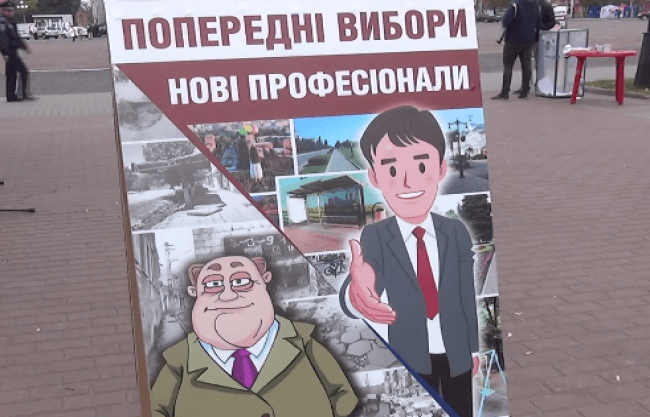 ПОПЕРЕДНІ ВИБОРИ
НОВІ ПРОФЕСІОНАЛИ